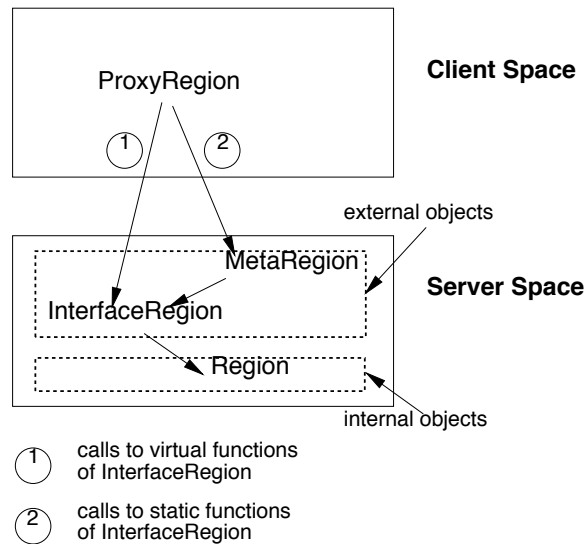 Client Space
ProxyRegion
1
2
external objects
MetaRegion
Server Space
InterfaceRegion
Region
internal objects
1 calls to virtual functions
of InterfaceRegion
2 calls to static functions
of InterfaceRegion